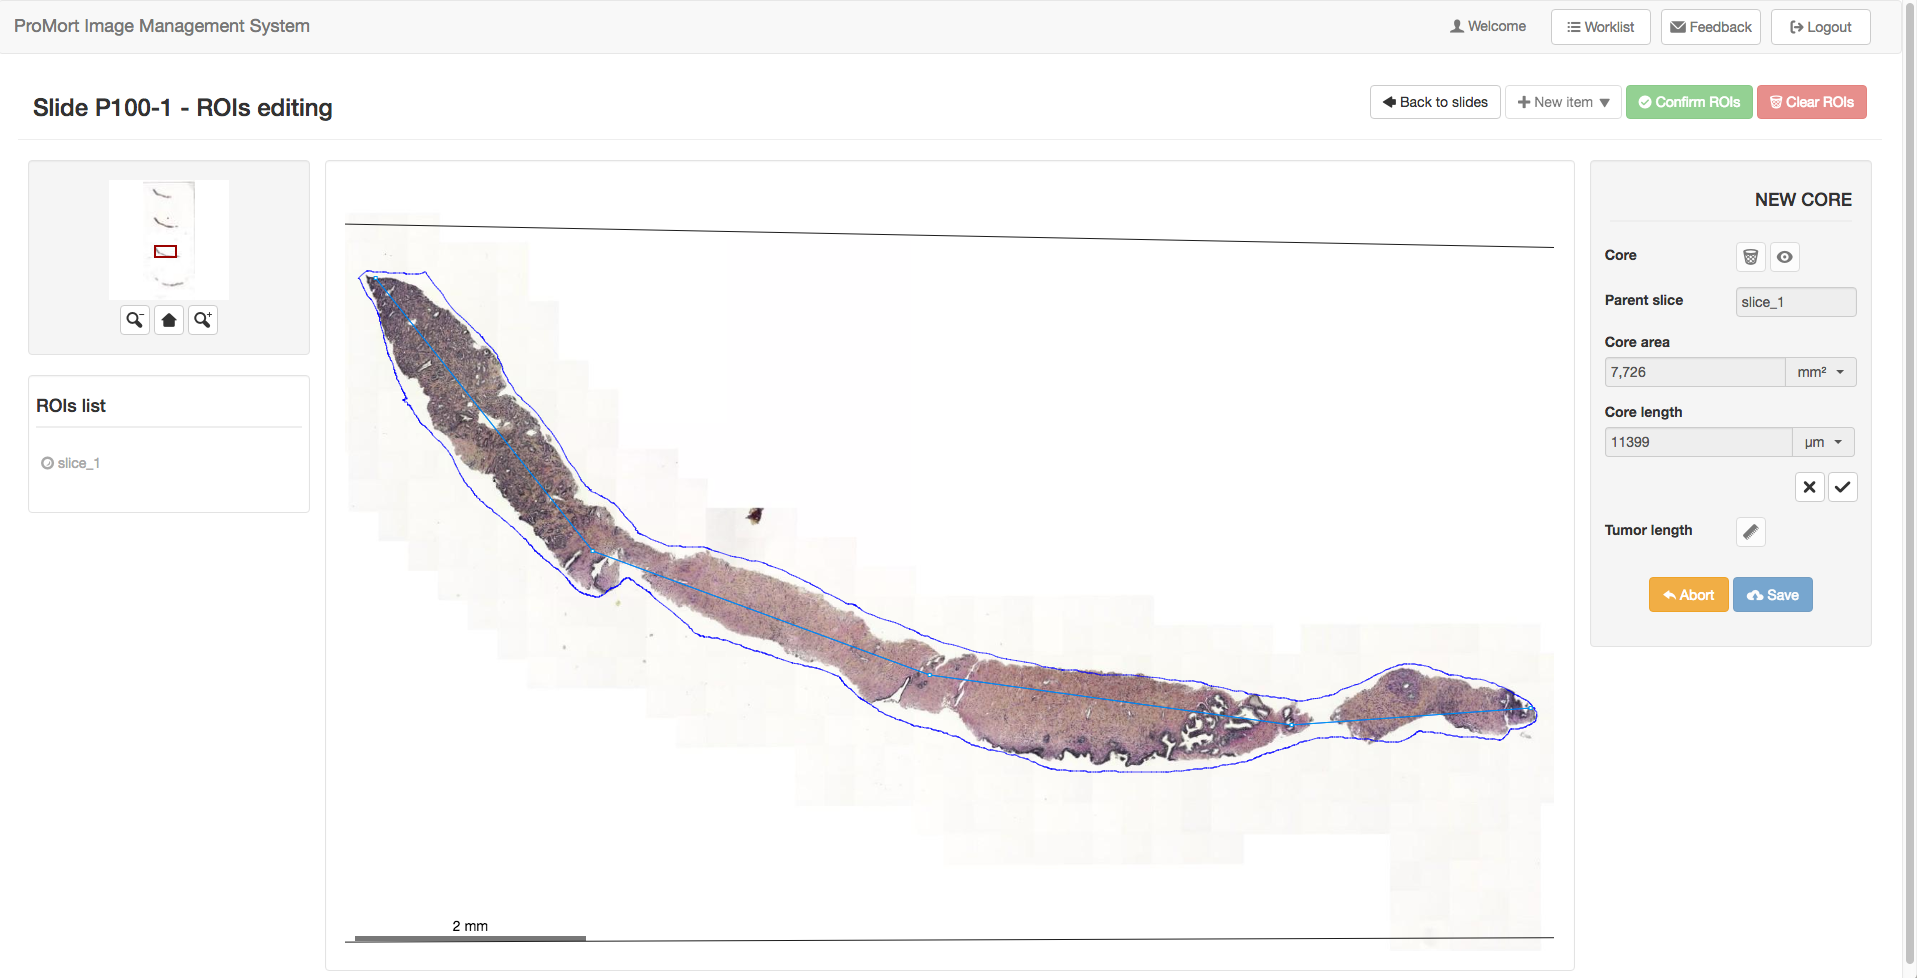 ProMort Image Management System
Welcome
Worklist
Feedback
Logout
Slide P100-1 - ROIs editing
Back to slides
New item
Confirm ROIs
Clear ROIs
ROIs list
slice_1
2 mm
NEW CORE
Core
Parent slice
slice_1
Core area
7,726
mm²
Core length
11399
µm
Tumor length
Abort
Save